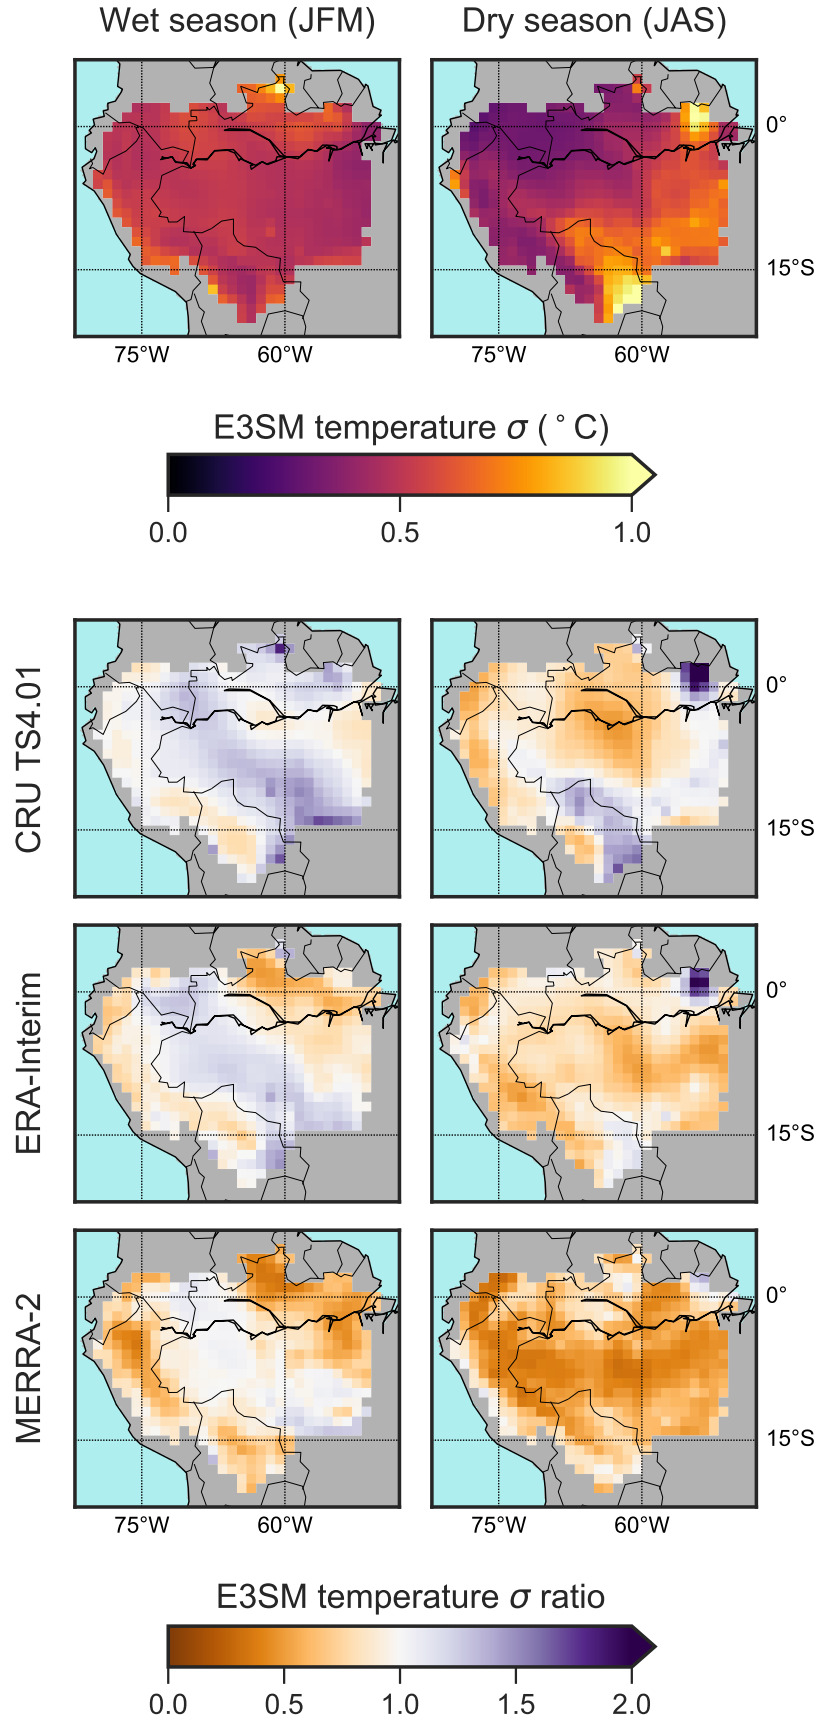 Wet season (JFM) Dry season (JAS)
0°
15°S
75°W 60°W 75°W 60°W
E3SM temperature σ (°C)
0.0 0.5 1.0
CRU TS4.01
0°
15°S
ERA-Interim
0°
15°S
MERRA-2
0°
15°S
75°W 60°W 75°W 60°W
E3SM temperature σ ratio
0.0 0.5 1.0 1.5 2.0